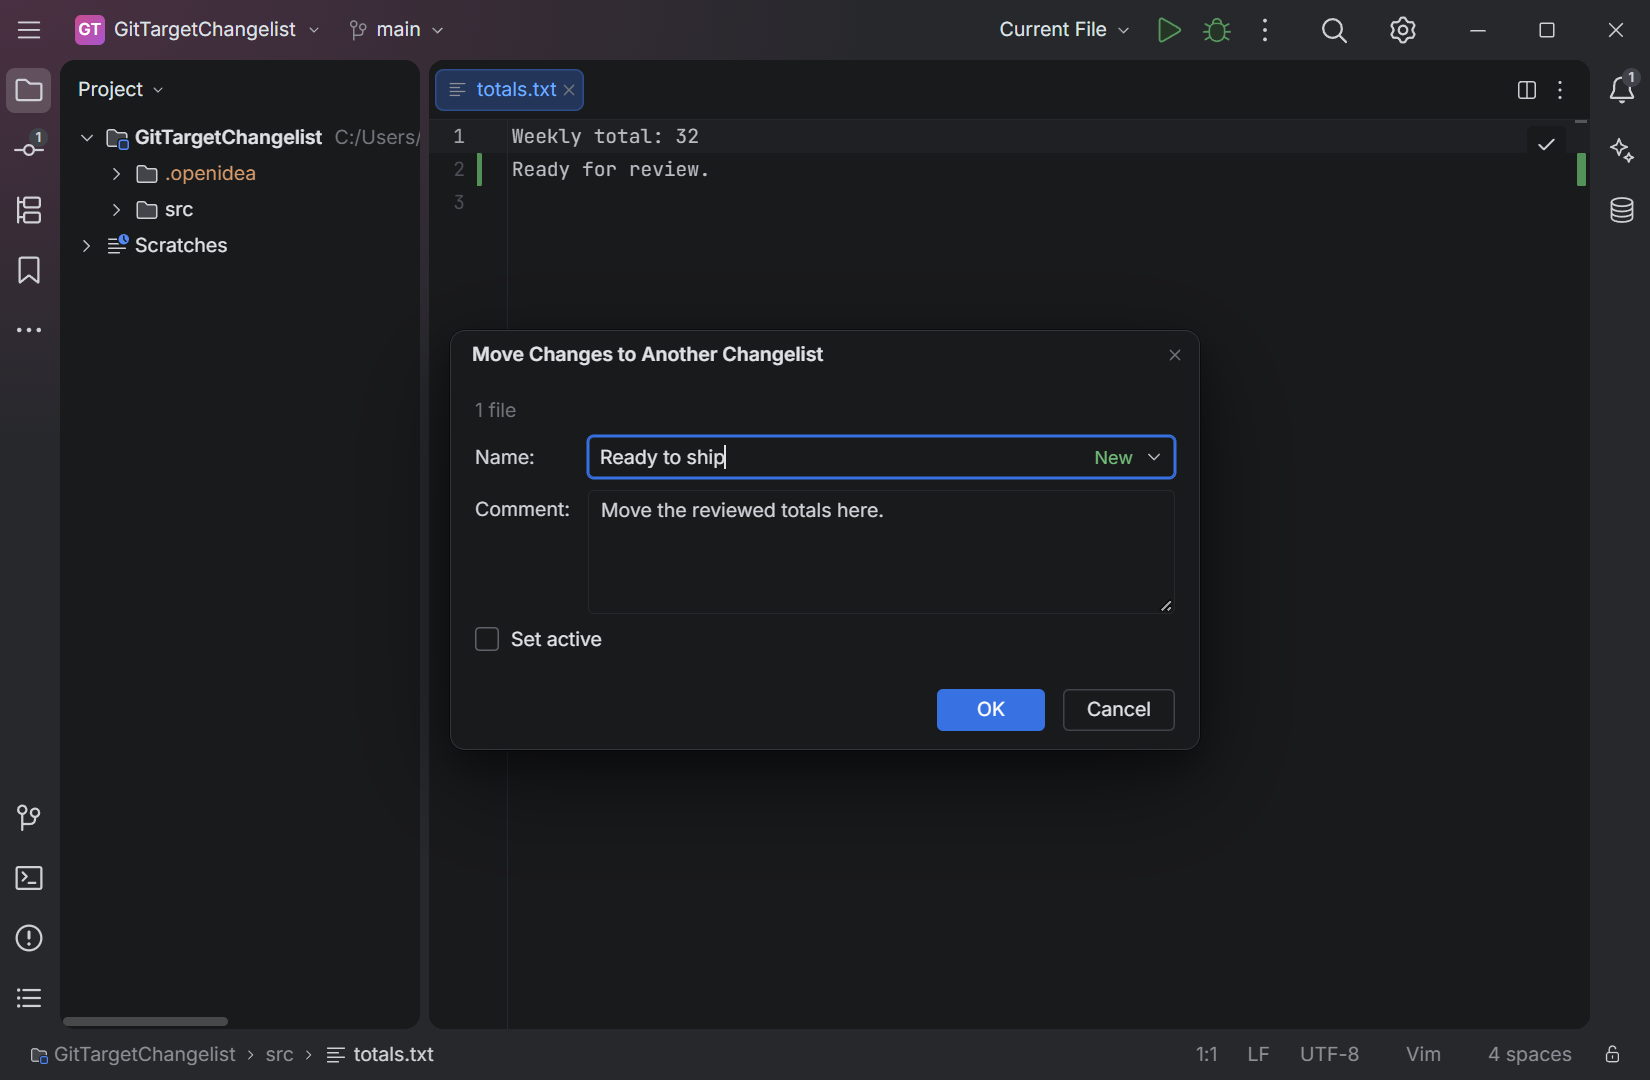 GT GitTargetChangelist main Current File
Project
totals.txt
1
1
GitTargetChangelist C:/Users/
.openidea
src
Scratches
1 Weekly total: 32
2 Ready for review.
3
Move Changes to Another Changelist
1 file
Name: Ready to ship New
Comment: Move the reviewed totals here.
Set active
OK Cancel
GitTargetChangelist › src › totals.txt 1:1 LF UTF-8 Vim 4 spaces